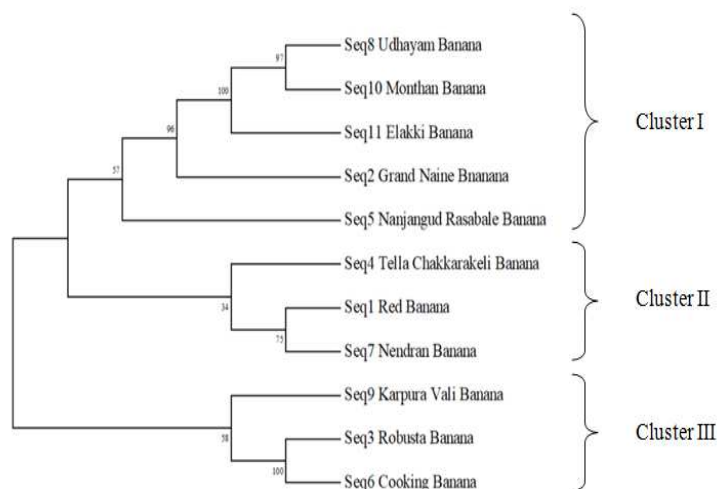 97
Seq8 Udhayam Banana
Seq10 Monthan Banana
100
Seq11 Elakki Banana
96
Seq2 Grand Naine Bnanana
57
Seq5 Nanjangud Rasabale Banana
Cluster I
Seq4 Tella Chakkarakeli Banana
34
Seq1 Red Banana
75
Seq7 Nendran Banana
Cluster II
Seq9 Karpura Vali Banana
58
Seq3 Robusta Banana
100
Seq6 Cooking Banana
Cluster III